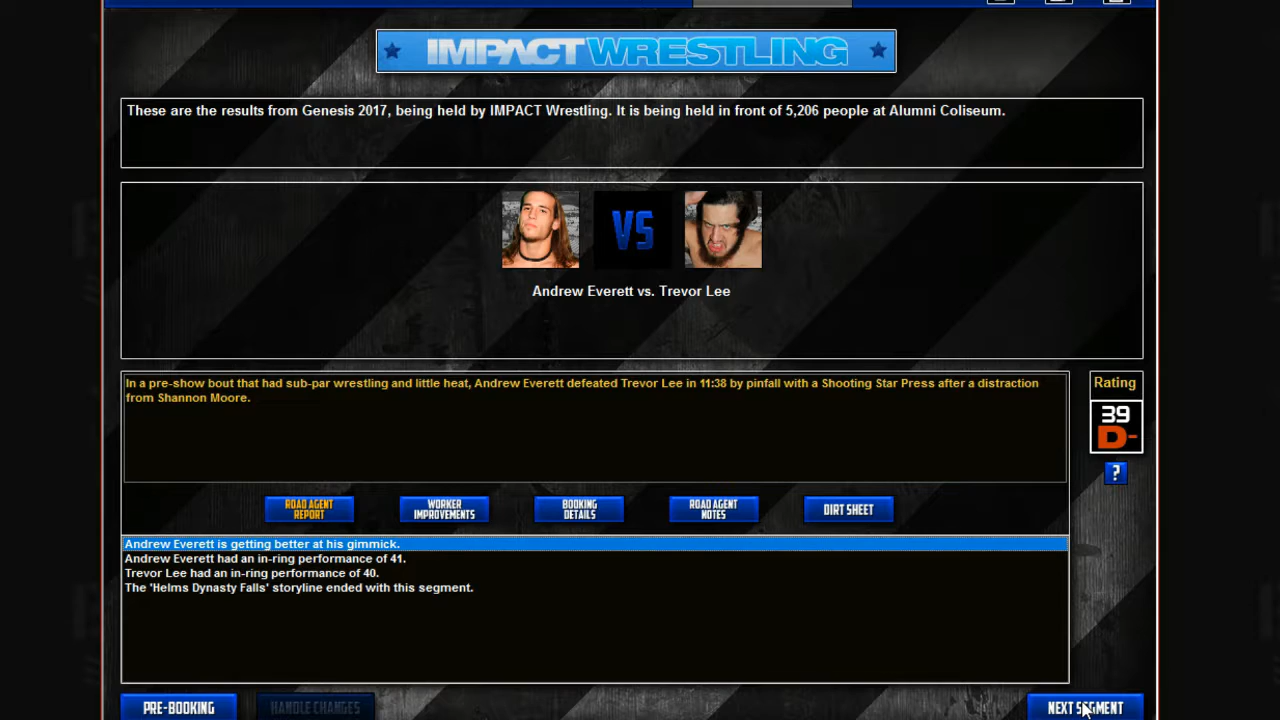 IMPACT WRESTLING
These are the results from Genesis 2017, being held by IMPACT Wrestling. It is being held in front of 5,206 people at Alumni Coliseum.
VS
Andrew Everett vs. Trevor Lee
In a pre-show bout that had sub-par wrestling and little heat, Andrew Everett defeated Trevor Lee in 11:38 by pinfall with a Shooting Star Press after a distraction
from Shannon Moore.
Rating
39
D-
?
ROAD AGENT
REPORT
WORKER
IMPROVEMENTS
BOOKING
DETAILS
ROAD AGENT
NOTES
DIRT SHEET
Andrew Everett is getting better at his gimmick.
Andrew Everett had an in-ring performance of 41.
Trevor Lee had an in-ring performance of 40.
The 'Helms Dynasty Falls' storyline ended with this segment.
PRE-BOOKING
HANDLE CHANGES
NEXT SEGMENT